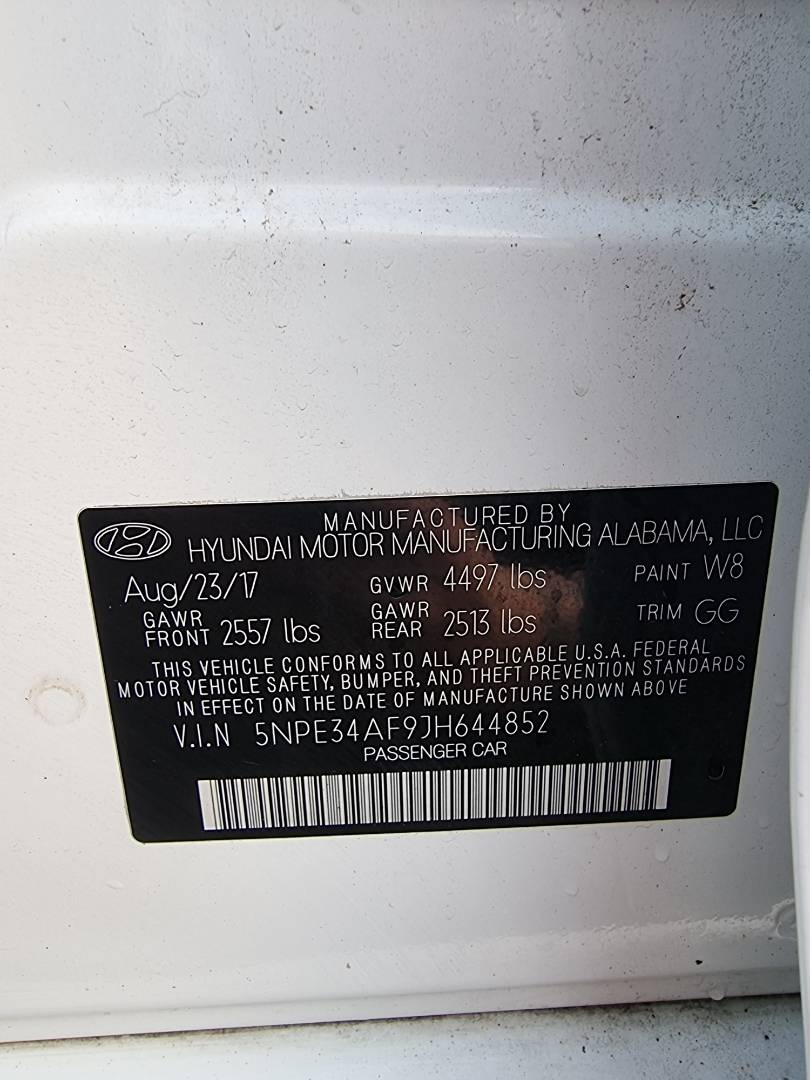 MANUFACTURED BY
HYUNDAI MOTOR MANUFACTURING ALABAMA, LLC
Aug/23/17 GVWR 4497 lbs PAINT W8
GAWR FRONT 2557 lbs GAWR REAR 2513 lbs TRIM GG
THIS VEHICLE CONFORMS TO ALL APPLICABLE U.S.A. FEDERAL
MOTOR VEHICLE SAFETY, BUMPER, AND THEFT PREVENTION STANDARDS
IN EFFECT ON THE DATE OF MANUFACTURE SHOWN ABOVE
V.I.N 5NPE34AF9JH644852
PASSENGER CAR